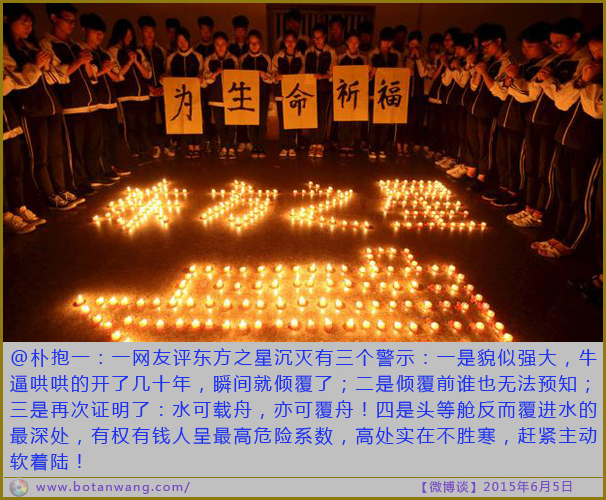 为生命祈福
东方之星
@朴抱一：一网友评东方之星沉灭有三个警示：一是貌似强大，牛
逼哄哄的开了几十年，瞬间就倾覆了；二是倾覆前谁也无法预知；
三是再次证明了：水可载舟，亦可覆舟！四是头等舱反而覆进水的
最深处，有权有钱人呈最高危险系数，高处实在不胜寒，赶紧主动
软着陆！
www.botanwang.com/
【微博谈】2015年6月5日